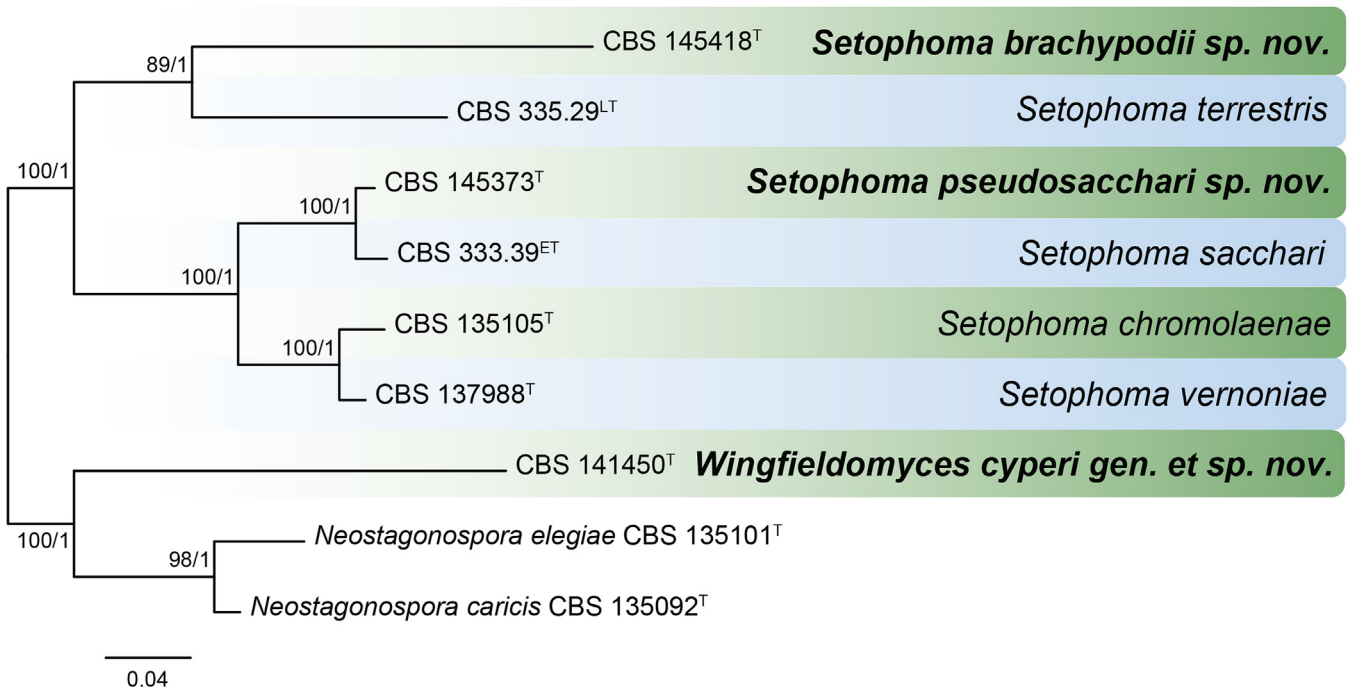 CBS 145418T Setophoma brachypodii sp. nov.
89/1
CBS 335.29LT Setophoma terrestris
100/1
CBS 145373T Setophoma pseudosacchari sp. nov.
100/1
CBS 333.39ET Setophoma sacchari
100/1
CBS 135105T Setophoma chromolaenae
100/1
CBS 137988T Setophoma vernoniae
CBS 141450T Wingfieldomyces cyperi gen. et sp. nov.
100/1
Neostagonospora elegiae CBS 135101T
98/1
Neostagonospora caricis CBS 135092T
0.04